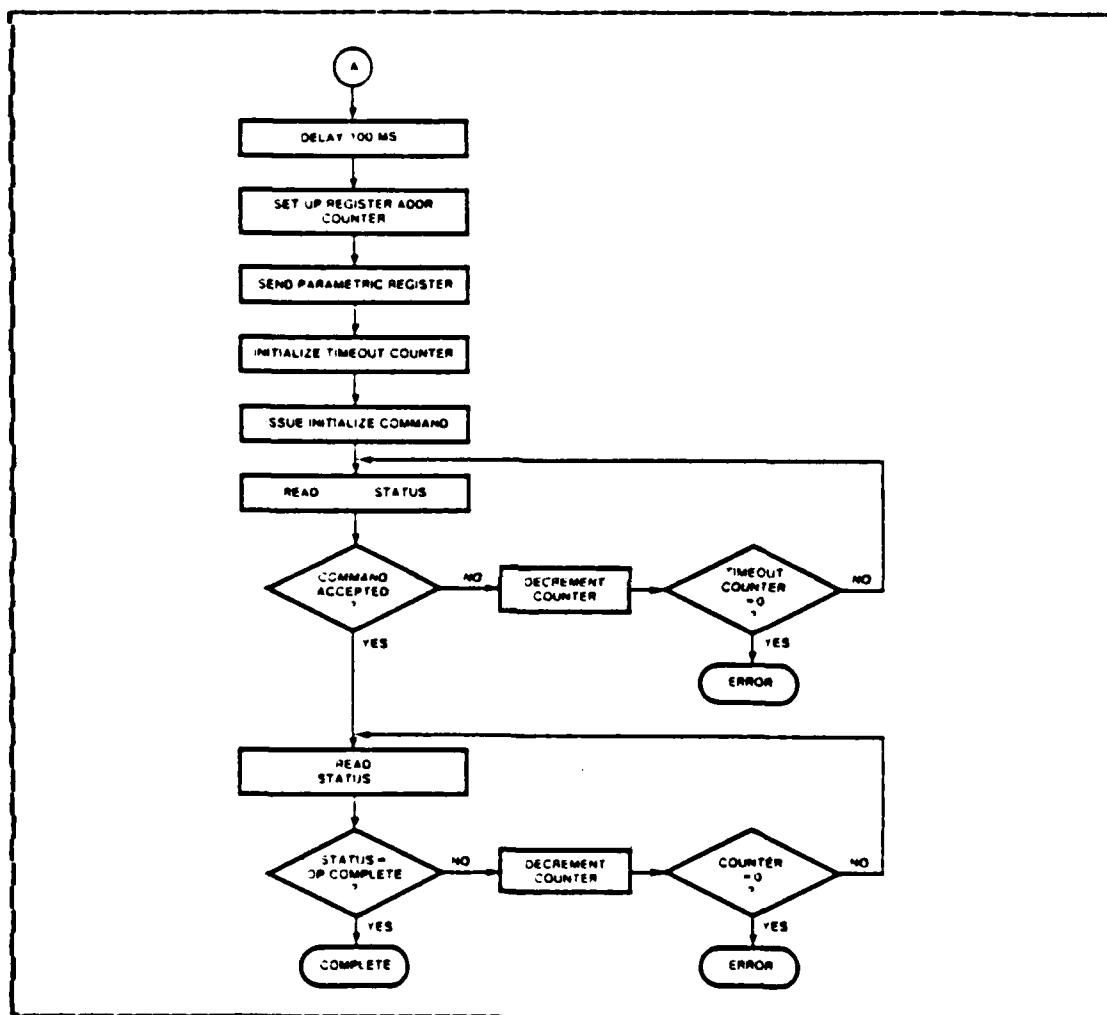 A
DELAY 100 MS
SET UP REGISTER ADDR
COUNTER
SEND PARAMETRIC REGISTER
INITIALIZE TIMEOUT COUNTER
ISSUE INITIALIZE COMMAND
READ STATUS
COMMAND
ACCEPTED
?
NO
DECREMENT
COUNTER
TIMEOUT
COUNTER
=0
?
NO
YES
YES
ERROR
READ
STATUS
STATUS =
OP COMPLETE
?
NO
DECREMENT
COUNTER
COUNTER
=0
?
NO
YES
YES
COMPLETE
ERROR